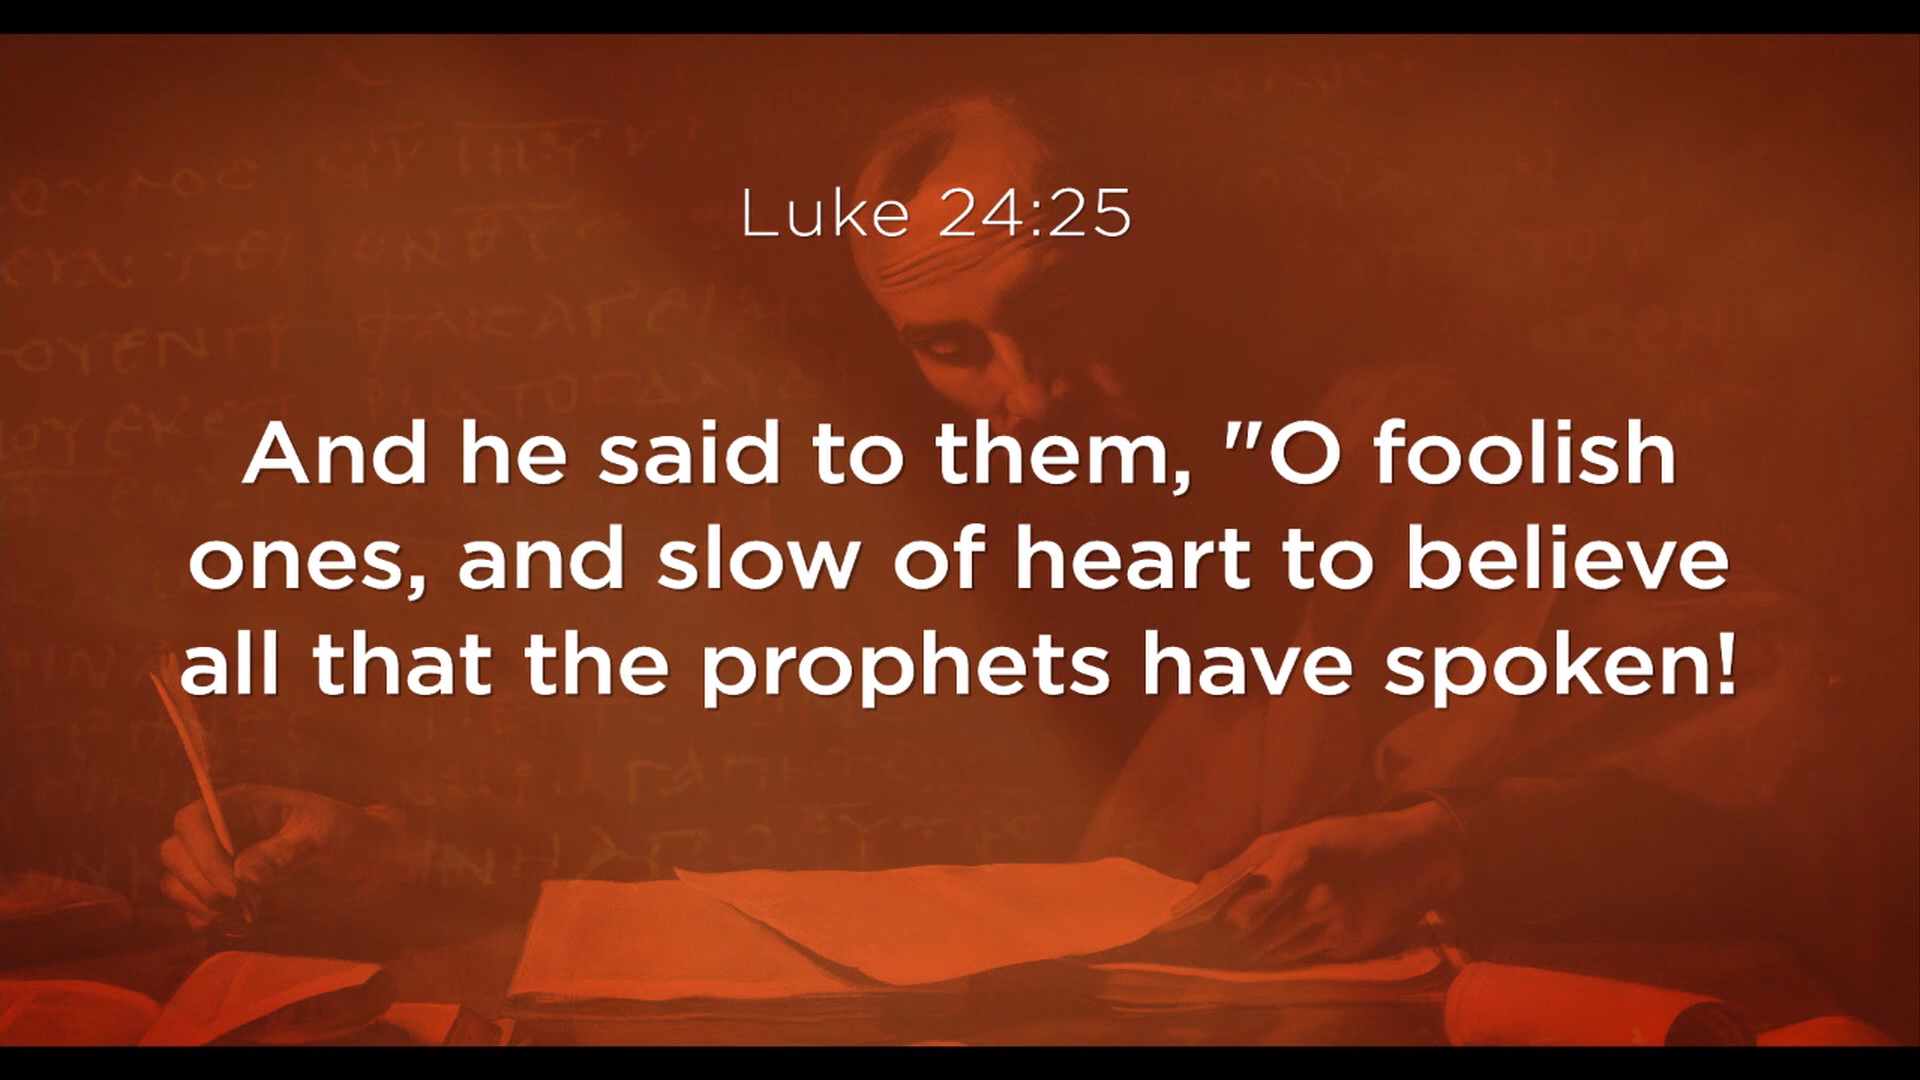 Luke 24:25
And he said to them, "O foolish
ones, and slow of heart to believe
all that the prophets have spoken!